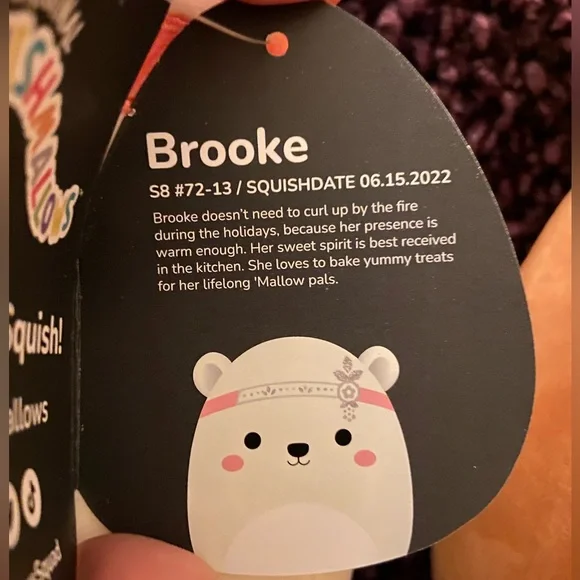 Brooke
S8 #72-13 / SQUISHDATE 06.15.2022
Brooke doesn't need to curl up by the fire
during the holidays, because her presence is
warm enough. Her sweet spirit is best received
in the kitchen. She loves to bake yummy treats
for her lifelong 'Mallow pals.
Squish!